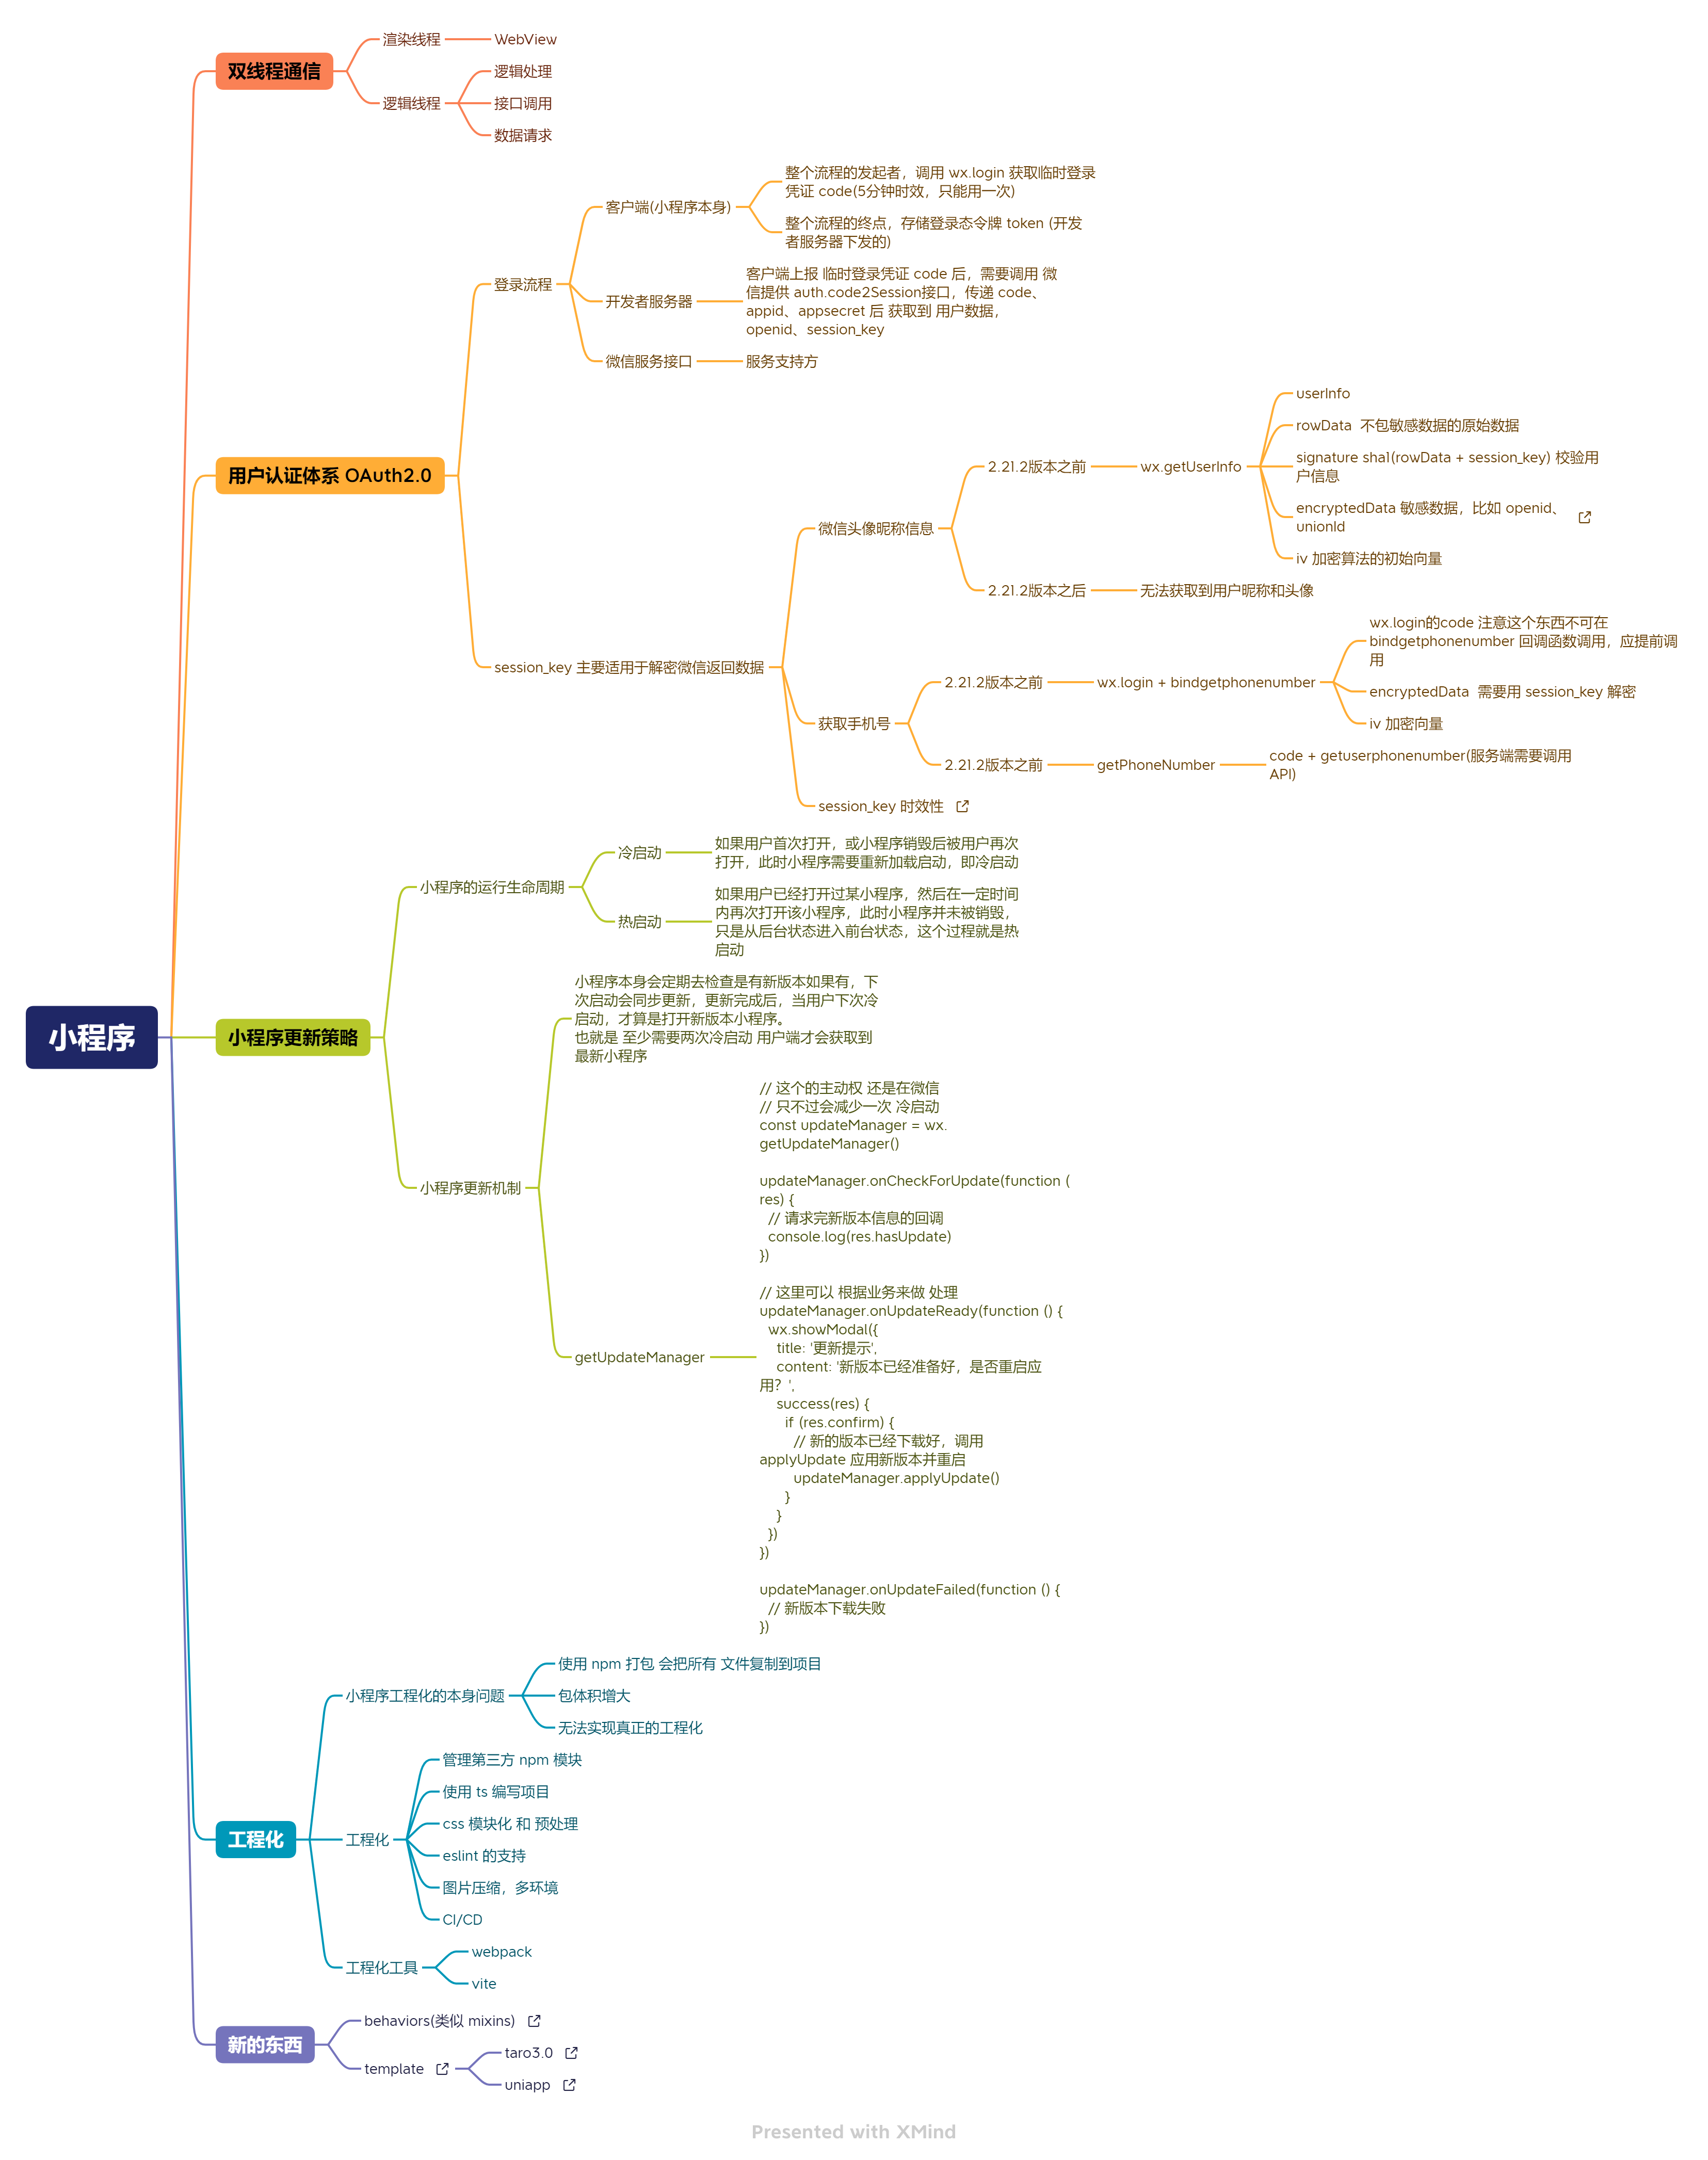 小程序
双线程通信
渲染线程
WebView
逻辑线程
逻辑处理
接口调用
数据请求
用户认证体系 OAuth2.0
登录流程
客户端(小程序本身)
整个流程的发起者，调用 wx.login 获取临时登录
凭证 code(5分钟时效，只能用一次)
整个流程的终点，存储登录态令牌 token (开发
者服务器下发的)
开发者服务器
客户端上报 临时登录凭证 code 后，需要调用 微
信提供 auth.code2Session接口，传递 code、
appid、appsecret 后 获取到 用户数据，
openid、session_key
微信服务接口
服务支持方
session_key 主要适用于解密微信返回数据
微信头像昵称信息
2.21.2版本之前
wx.getUserInfo
userInfo
rowData  不包敏感数据的原始数据
signature sha1(rowData + session_key) 校验用
户信息
encryptedData 敏感数据，比如 openid、
unionId
iv 加密算法的初始向量
2.21.2版本之后
无法获取到用户昵称和头像
获取手机号
2.21.2版本之前
wx.login + bindgetphonenumber
wx.login的code 注意这个东西不可在
bindgetphonenumber 回调函数调用，应提前调
用
encryptedData  需要用 session_key 解密
iv 加密向量
2.21.2版本之前
getPhoneNumber
code + getuserphonenumber(服务端需要调用
API)
session_key 时效性
小程序更新策略
小程序的运行生命周期
冷启动
如果用户首次打开，或小程序销毁后被用户再次
打开，此时小程序需要重新加载启动，即冷启动
热启动
如果用户已经打开过某小程序，然后在一定时间
内再次打开该小程序，此时小程序并未被销毁，
只是从后台状态进入前台状态，这个过程就是热
启动
小程序更新机制
小程序本身会定期去检查是有新版本如果有，下
次启动会同步更新，更新完成后，当用户下次冷
启动，才算是打开新版本小程序。
也就是 至少需要两次冷启动 用户端才会获取到
最新小程序
getUpdateManager
// 这个的主动权 还是在微信
// 只不过会减少一次 冷启动
const updateManager = wx.
getUpdateManager()
updateManager.onCheckForUpdate(function (
res) {
  // 请求完新版本信息的回调
  console.log(res.hasUpdate)
})
// 这里可以 根据业务来做 处理
updateManager.onUpdateReady(function () {
  wx.showModal({
    title: '更新提示',
    content: '新版本已经准备好，是否重启应
用？',
    success(res) {
      if (res.confirm) {
        // 新的版本已经下载好，调用
applyUpdate 应用新版本并重启
        updateManager.applyUpdate()
      }
    }
  })
})
updateManager.onUpdateFailed(function () {
  // 新版本下载失败
})
工程化
小程序工程化的本身问题
使用 npm 打包 会把所有 文件复制到项目
包体积增大
无法实现真正的工程化
工程化
管理第三方 npm 模块
使用 ts 编写项目
css 模块化 和 预处理
eslint 的支持
图片压缩，多环境
CI/CD
工程化工具
webpack
vite
新的东西
behaviors(类似 mixins)
template
taro3.0
uniapp
Presented with XMind